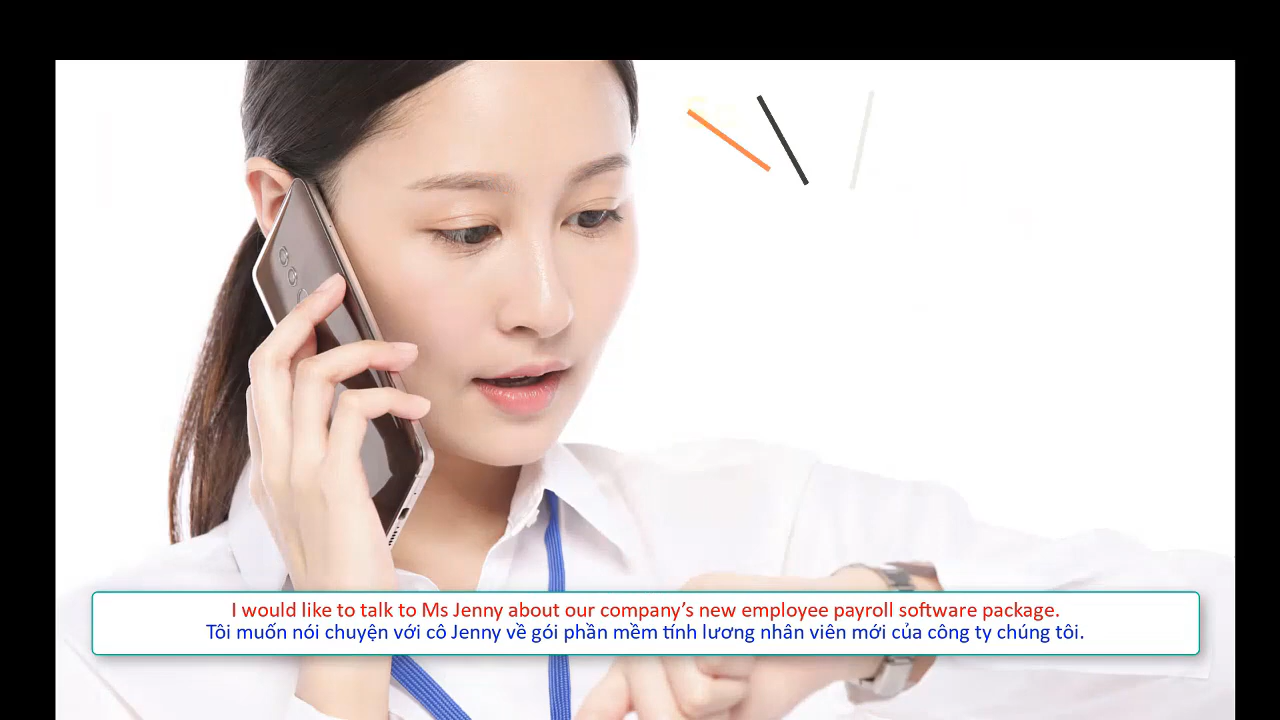 I would like to talk to Ms Jenny about our company’s new employee payroll software package.
Tôi muốn nói chuyện với cô Jenny về gói phần mềm tính lương nhân viên mới của công ty chúng tôi.